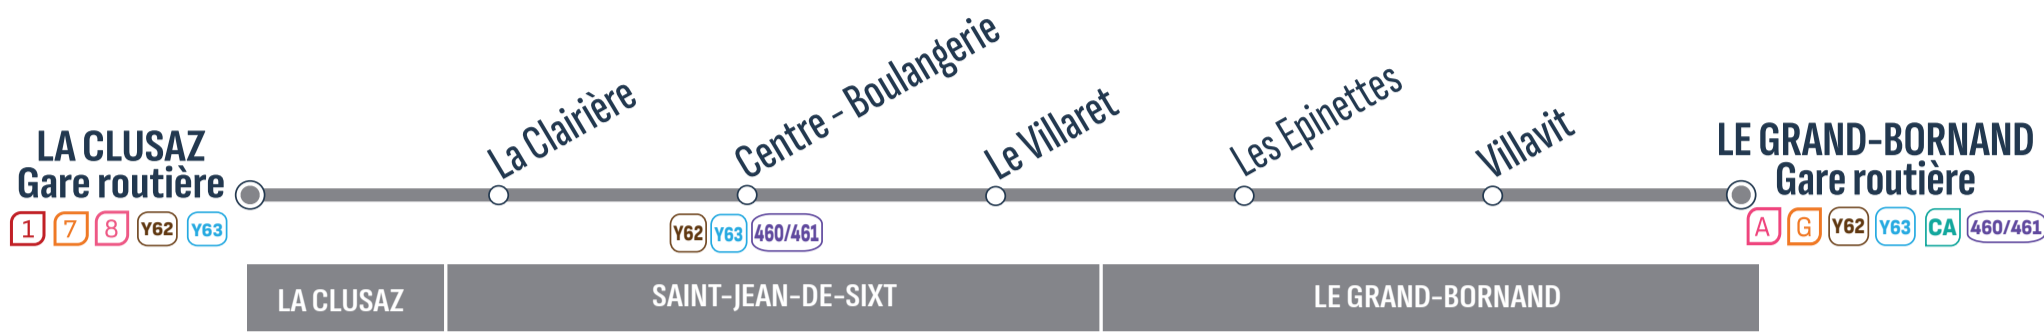 LA CLUSAZ
Gare routière
1 7 8 Y62 Y63
La Clairière
Centre - Boulangerie
Y62 Y63 460/461
Le Villaret
Les Epinettes
Villavit
LE GRAND-BORNAND
Gare routière
A G Y62 Y63 CA 460/461
LA CLUSAZ
SAINT-JEAN-DE-SIXT
LE GRAND-BORNAND